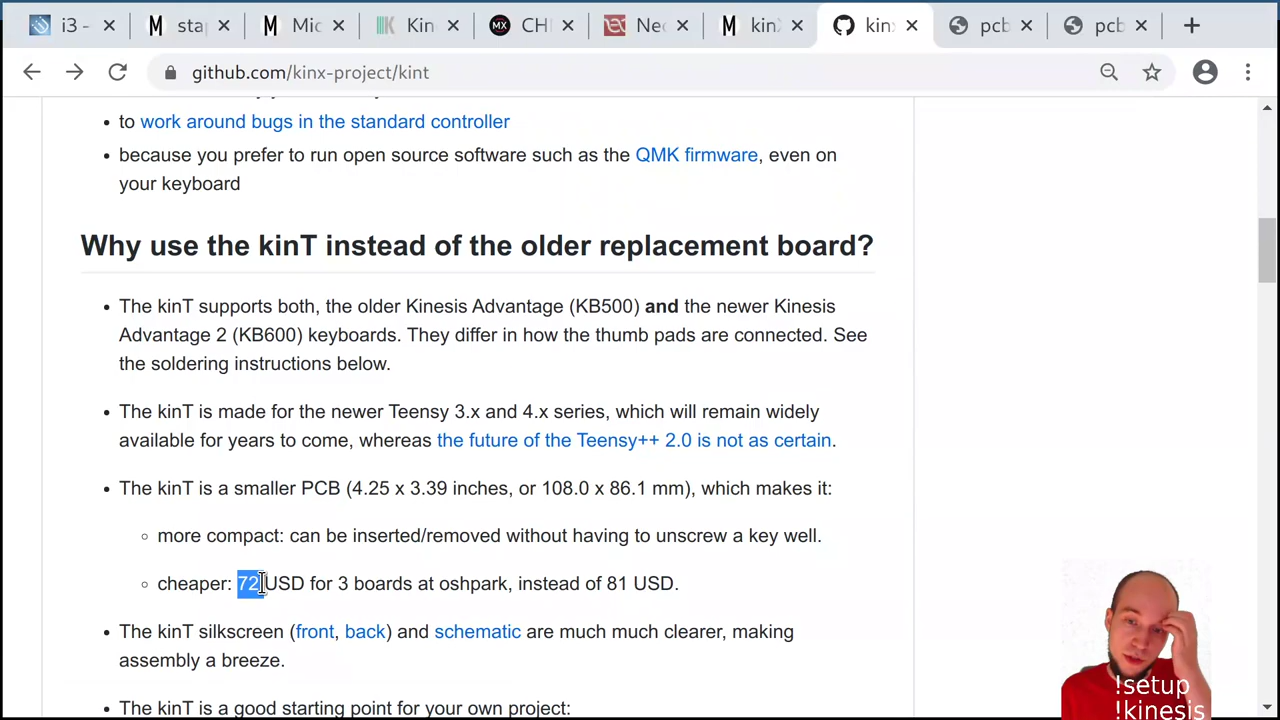 i3 -
sta
Mic
Kin
CH
Nec
kinX
kinx
pcb
pcb
github.com/kinx-project/kint
to work around bugs in the standard controller
because you prefer to run open source software such as the QMK firmware, even on
your keyboard
Why use the kinT instead of the older replacement board?
The kinT supports both, the older Kinesis Advantage (KB500) and the newer Kinesis
Advantage 2 (KB600) keyboards. They differ in how the thumb pads are connected. See
the soldering instructions below.
The kinT is made for the newer Teensy 3.x and 4.x series, which will remain widely
available for years to come, whereas the future of the Teensy++ 2.0 is not as certain.
The kinT is a smaller PCB (4.25 x 3.39 inches, or 108.0 x 86.1 mm), which makes it:
more compact: can be inserted/removed without having to unscrew a key well.
cheaper: 72 USD for 3 boards at oshpark, instead of 81 USD.
The kinT silkscreen (front, back) and schematic are much much clearer, making
assembly a breeze.
The kinT is a good starting point for your own project:
!setup
!kinesis